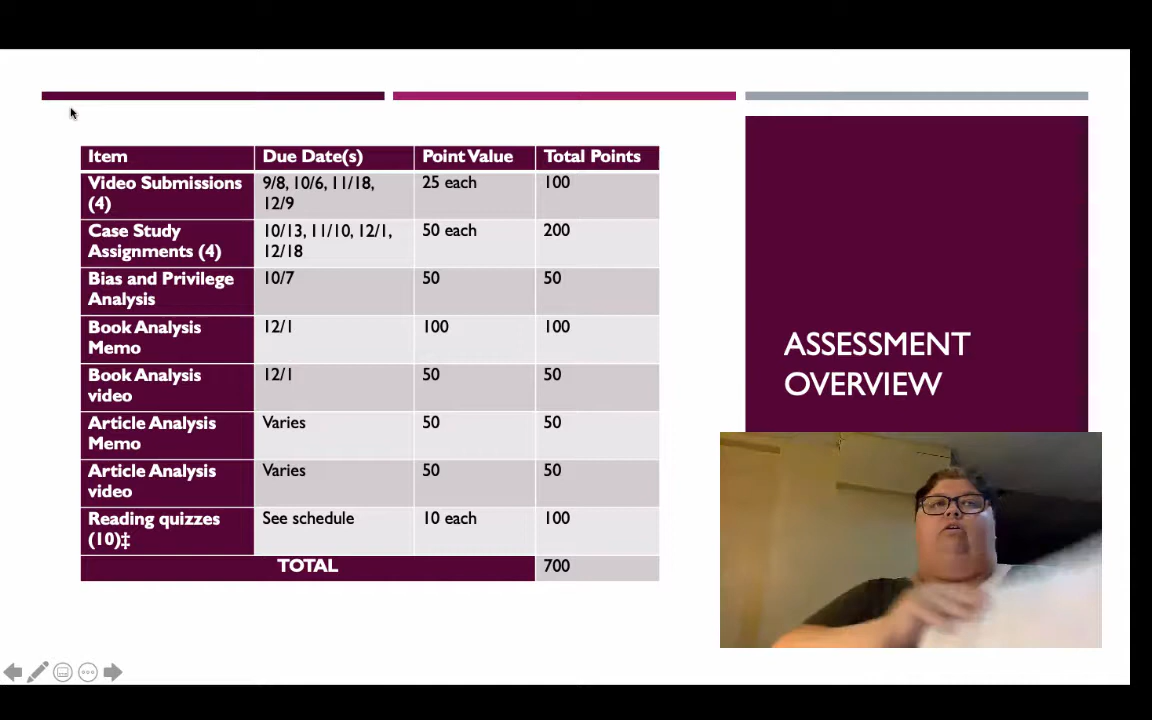 Item Due Date(s) Point Value Total Points
Video Submissions 9/8, 10/6, 11/18, 25 each 100
(4) 12/9
Case Study 10/13, 11/10, 12/1, 50 each 200
Assignments (4) 12/18
Bias and Privilege 10/7 50 50
Analysis
Book Analysis 12/1 100 100
Memo
Book Analysis 12/1 50 50
video
Article Analysis Varies 50 50
Memo
Article Analysis Varies 50 50
video
Reading quizzes See schedule 10 each 100
(10)‡
TOTAL 700
ASSESSMENT
OVERVIEW